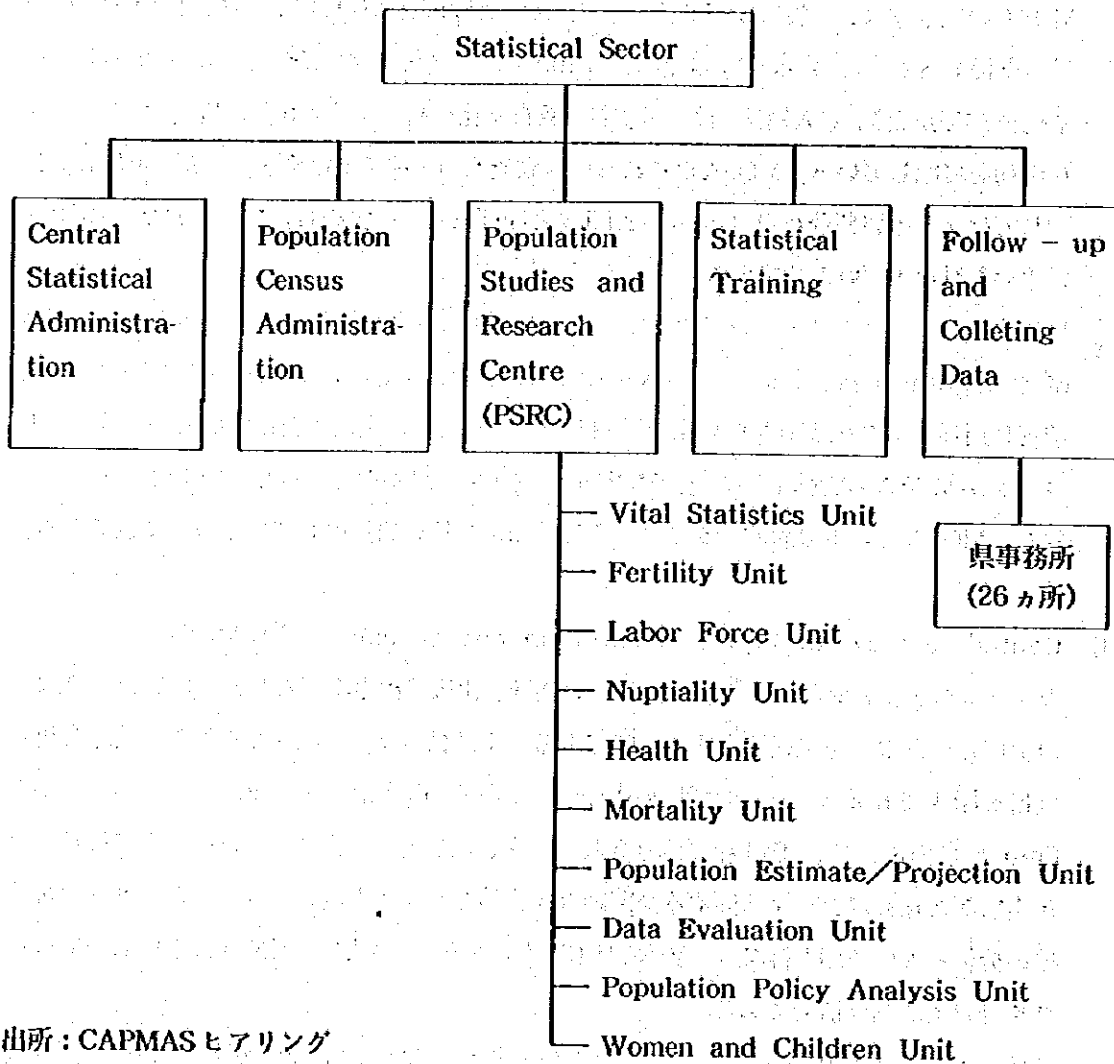 Statistical Sector
Central
Statistical
Administra-
tion
Population
Census
Administra-
tion
Population
Studies and
Research
Centre
(PSRC)
Statistical
Training
Follow - up
and
Colleting
Data
県事務所
(26ヵ所)
Vital Statistics Unit
Fertility Unit
Labor Force Unit
Nuptiality Unit
Health Unit
Mortality Unit
Population Estimate／Projection Unit
Data Evaluation Unit
Population Policy Analysis Unit
Women and Children Unit
出所：CAPMASヒアリング